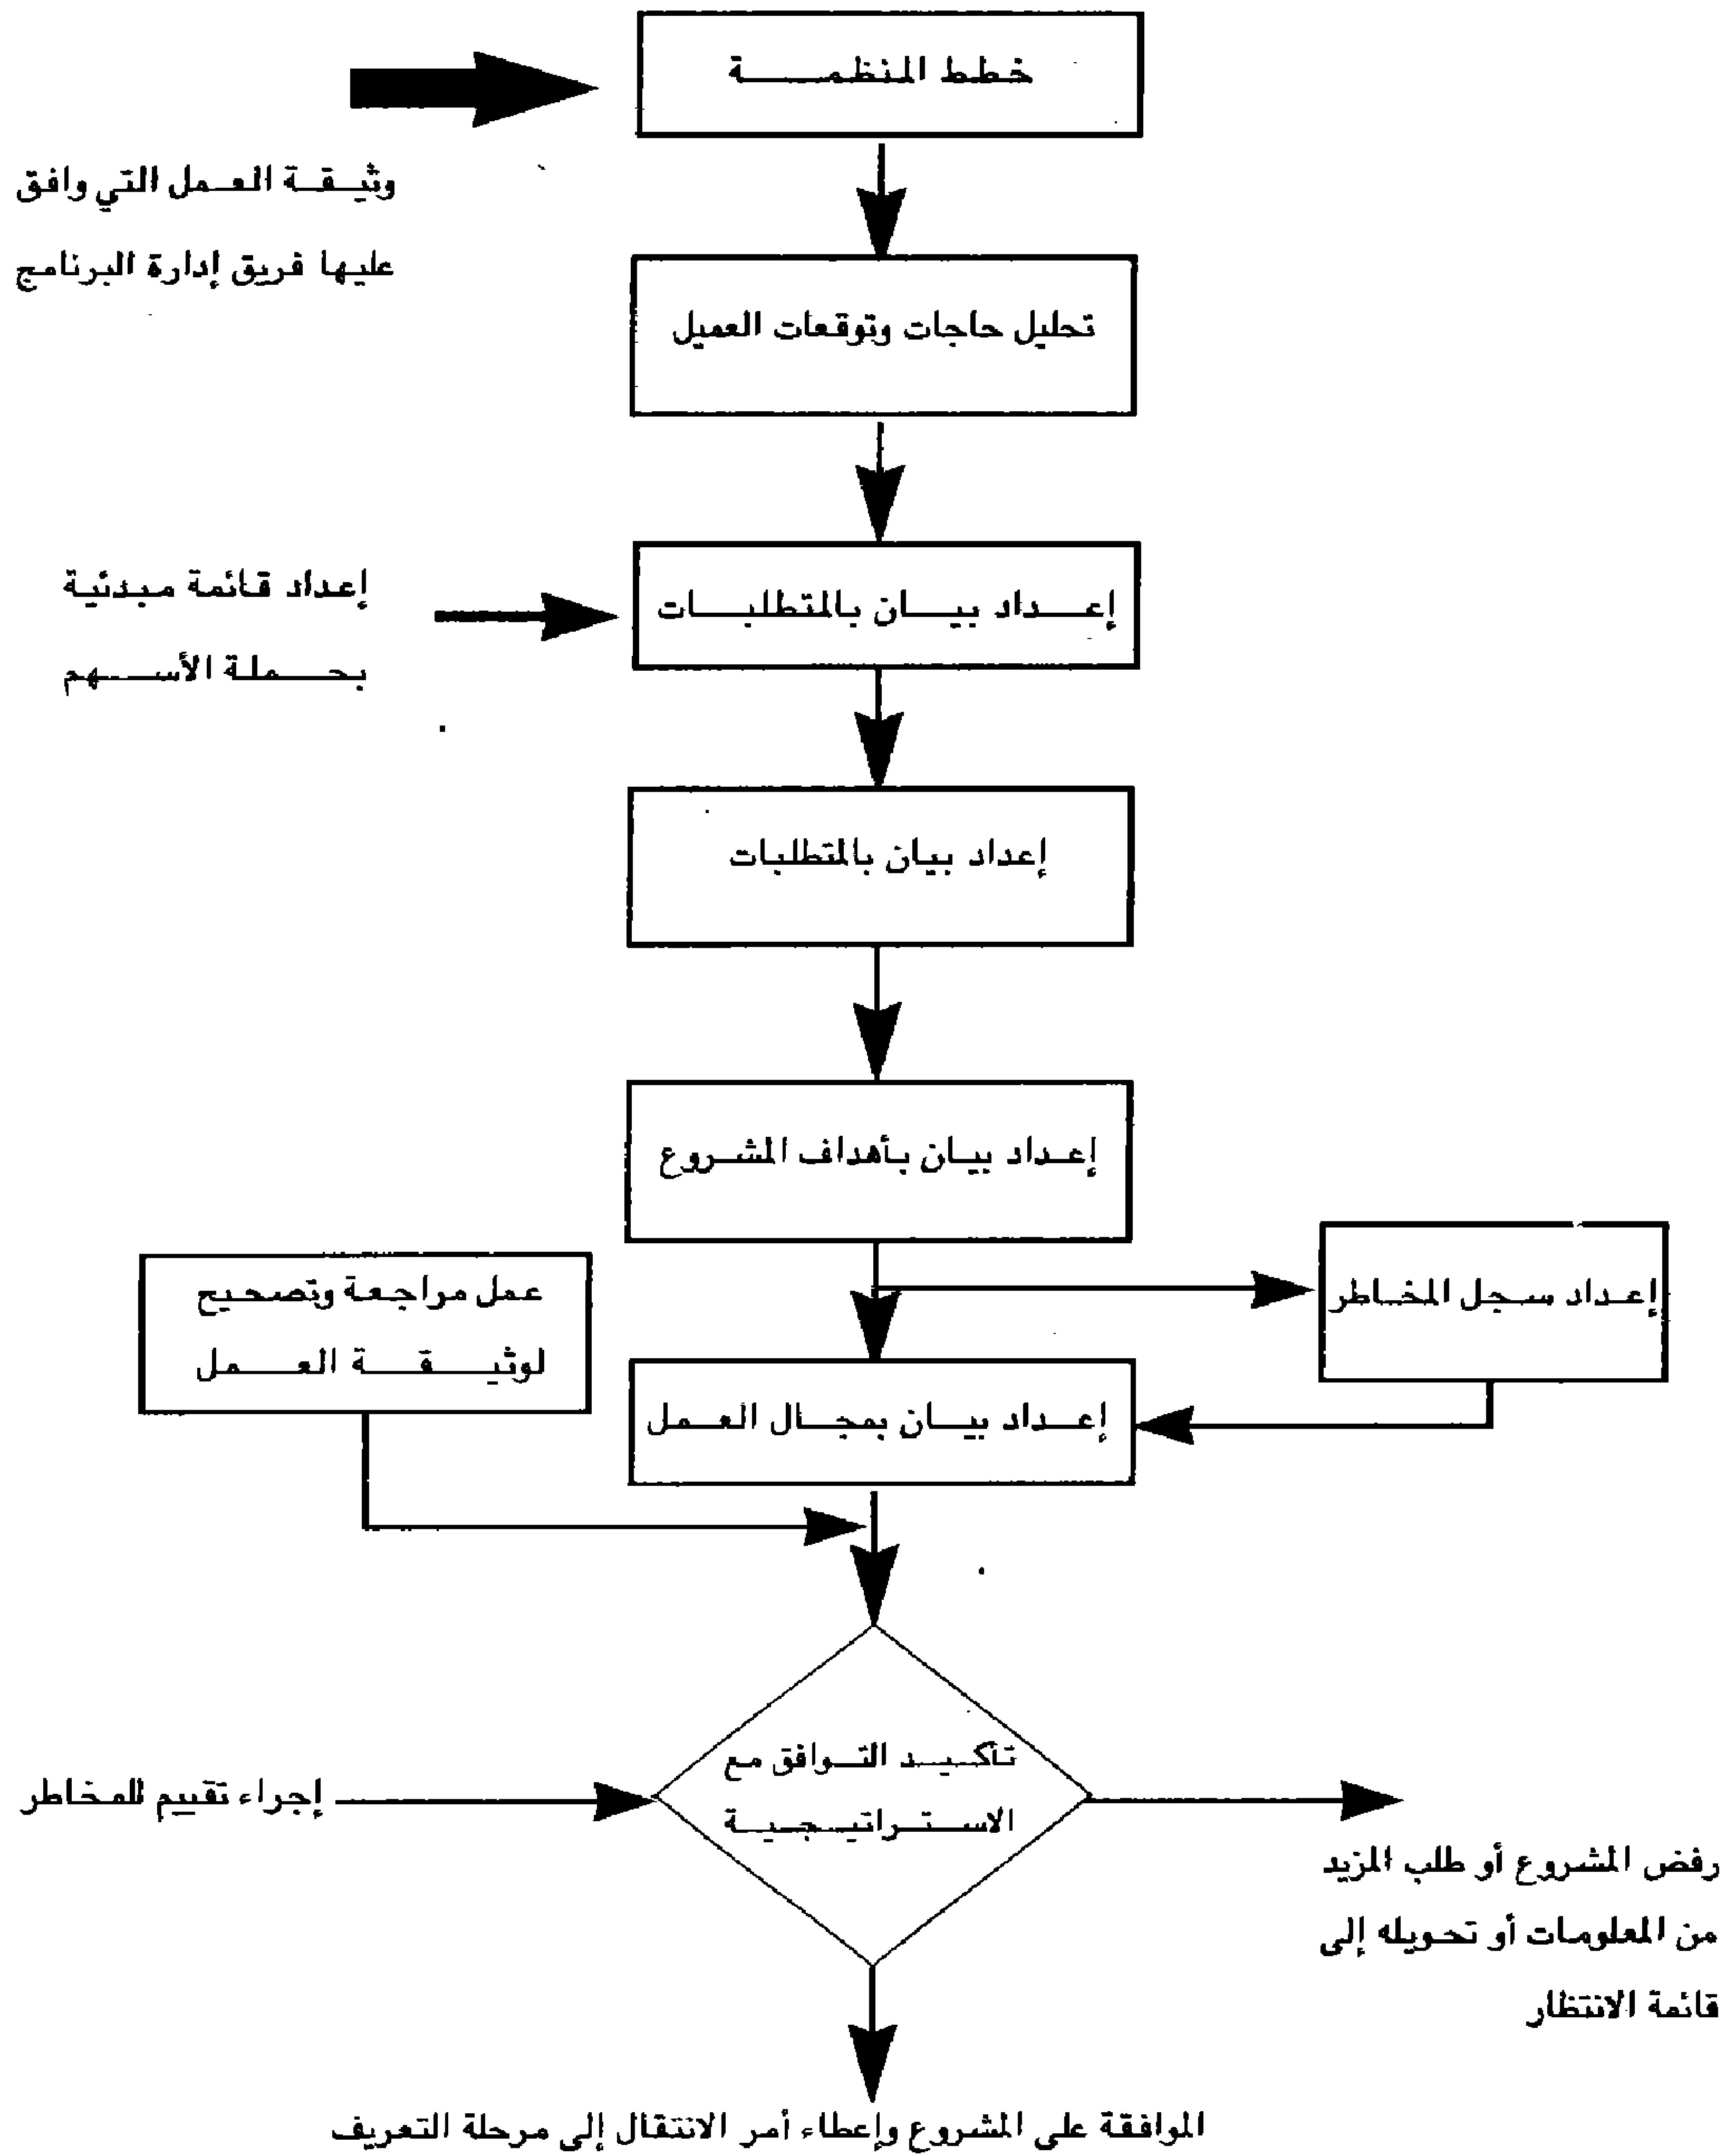 خطط المنظمة
وثيقة العمل التي وافق
عليها فريق إدارة البرنامج
تحليل حاجات وتوقعات العميل
إعداد قائمة مبدئية
بحملة الأسهم
إعداد بيان بالمتطلبات
إعداد بيان بالمتطلبات
إعداد بيان بأهداف المشروع
إعداد سجل المخاطر
عمل مراجعة وتصحيح
لوثيقة العمل
إعداد بيان بمجال العمل
تأكيد التوافق مع
الاستراتيجية
إجراء تقييم للمخاطر
رفض المشروع أو طلب المزيد
من المعلومات أو تحويله إلى
قائمة الانتظار
الموافقة على المشروع وإعطاء أمر الانتقال إلى مرحلة التعريف